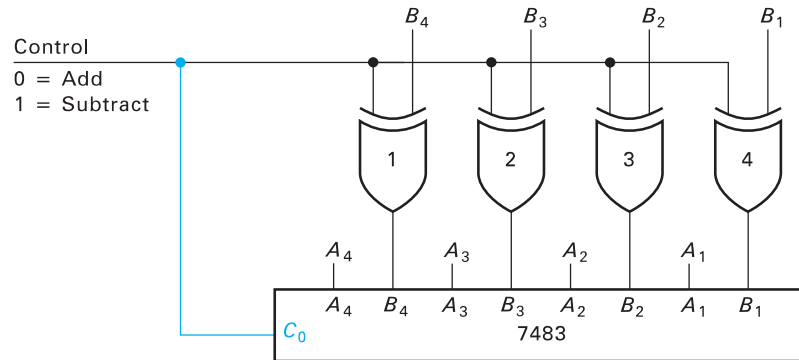 B4 B3 B2 B1
Control
0 = Add
1 = Subtract
1 2 3 4
A4 A3 A2 A1
A4 B4 A3 B3 A2 B2 A1 B1
C0 7483